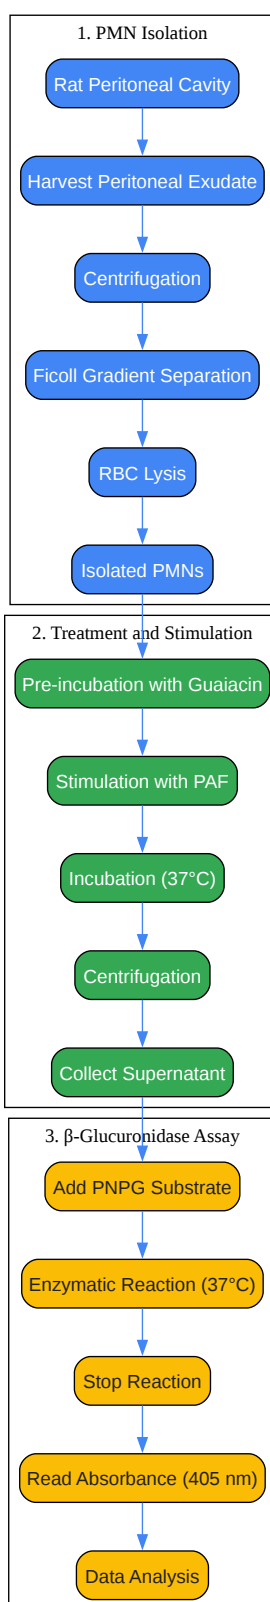 1. PMN Isolation
Rat Peritoneal Cavity
Harvest Peritoneal Exudate
Centrifugation
Ficoll Gradient Separation
RBC Lysis
Isolated PMNs
2. Treatment and Stimulation
Pre-incubation with Guaiacin
Stimulation with PAF
Incubation (37°C)
Centrifugation
Collect Supernatant
3. β-Glucuronidase Assay
Add PNPG Substrate
Enzymatic Reaction (37°C)
Stop Reaction
Read Absorbance (405 nm)
Data Analysis